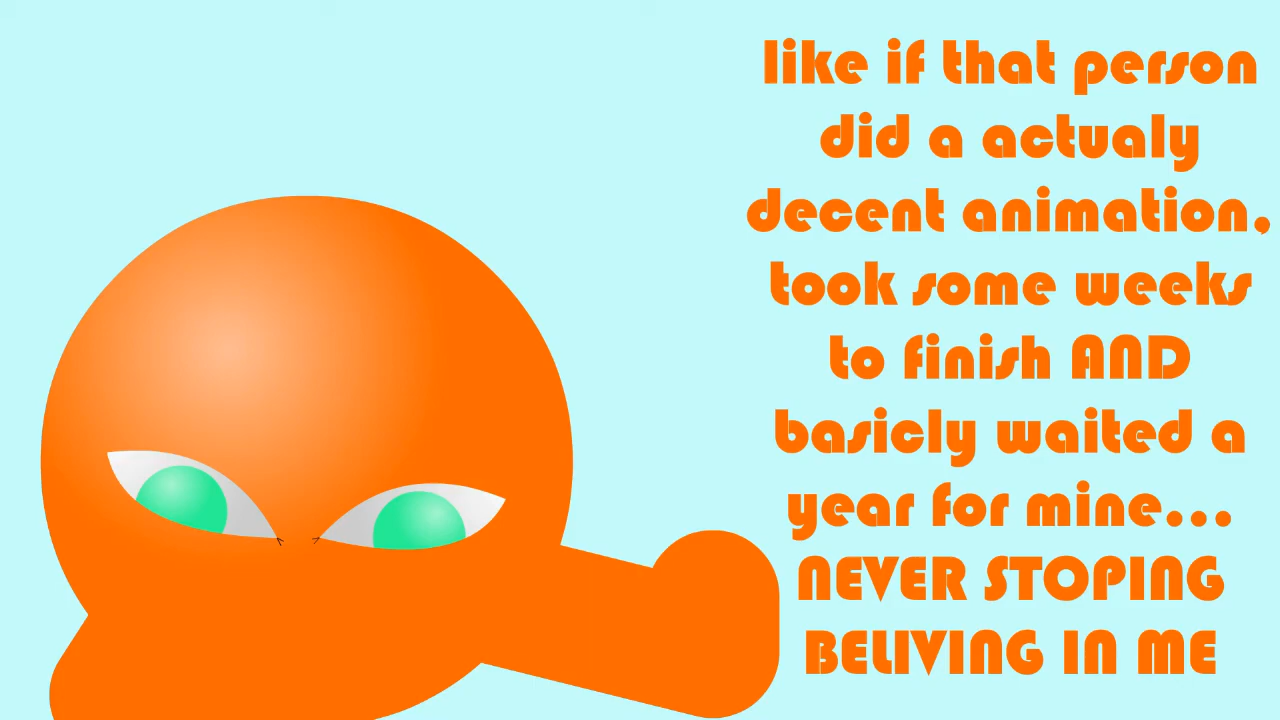 like if that person
did a actualy
decent animation,
took some weeks
to finish AND
basicly waited a
year for mine...
NEVER STOPING
BELIVING IN ME